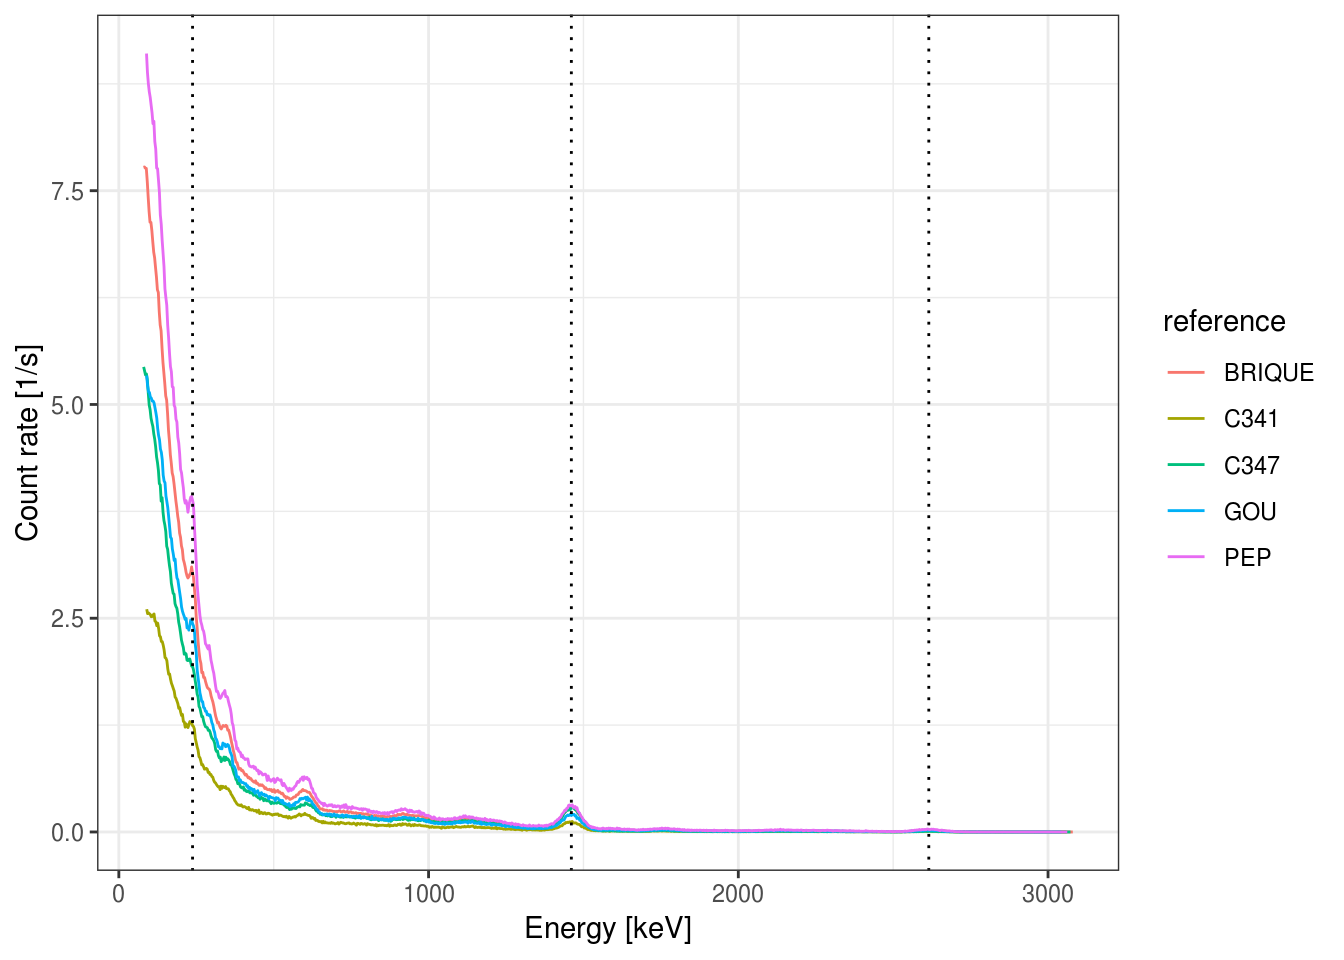 7.5
5.0
2.5
0.0
Count rate [1/s]
0
1000
2000
3000
Energy [keV]
reference
BRIQUE
C341
C347
GOU
PEP